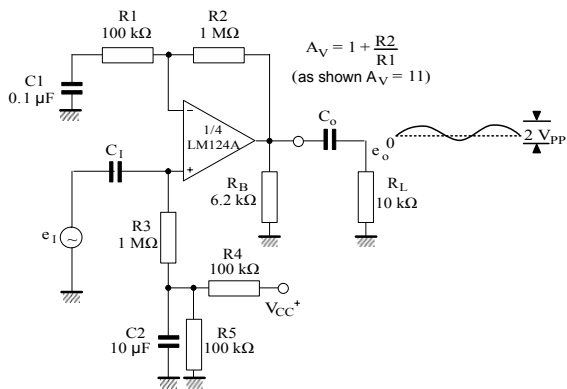 R1
100 kΩ
R2
1 MΩ
A_V = 1 + R2/R1
(as shown A_V = 11)
C1
0.1 µF
1/4
LM124A
-
+
C_I
C_o
e_o
0
2 V_PP
R_B
6.2 kΩ
R_L
10 kΩ
e_I
~
R3
1 MΩ
R4
100 kΩ
V_CC+
C2
10 µF
R5
100 kΩ